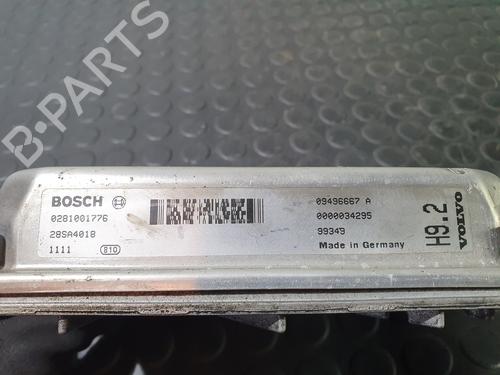 B-PARTS
BOSCH
0281001776
28SA4018
1111 810
09496667 A
0000034295
99349
Made in Germany
H9.2
VOLVO